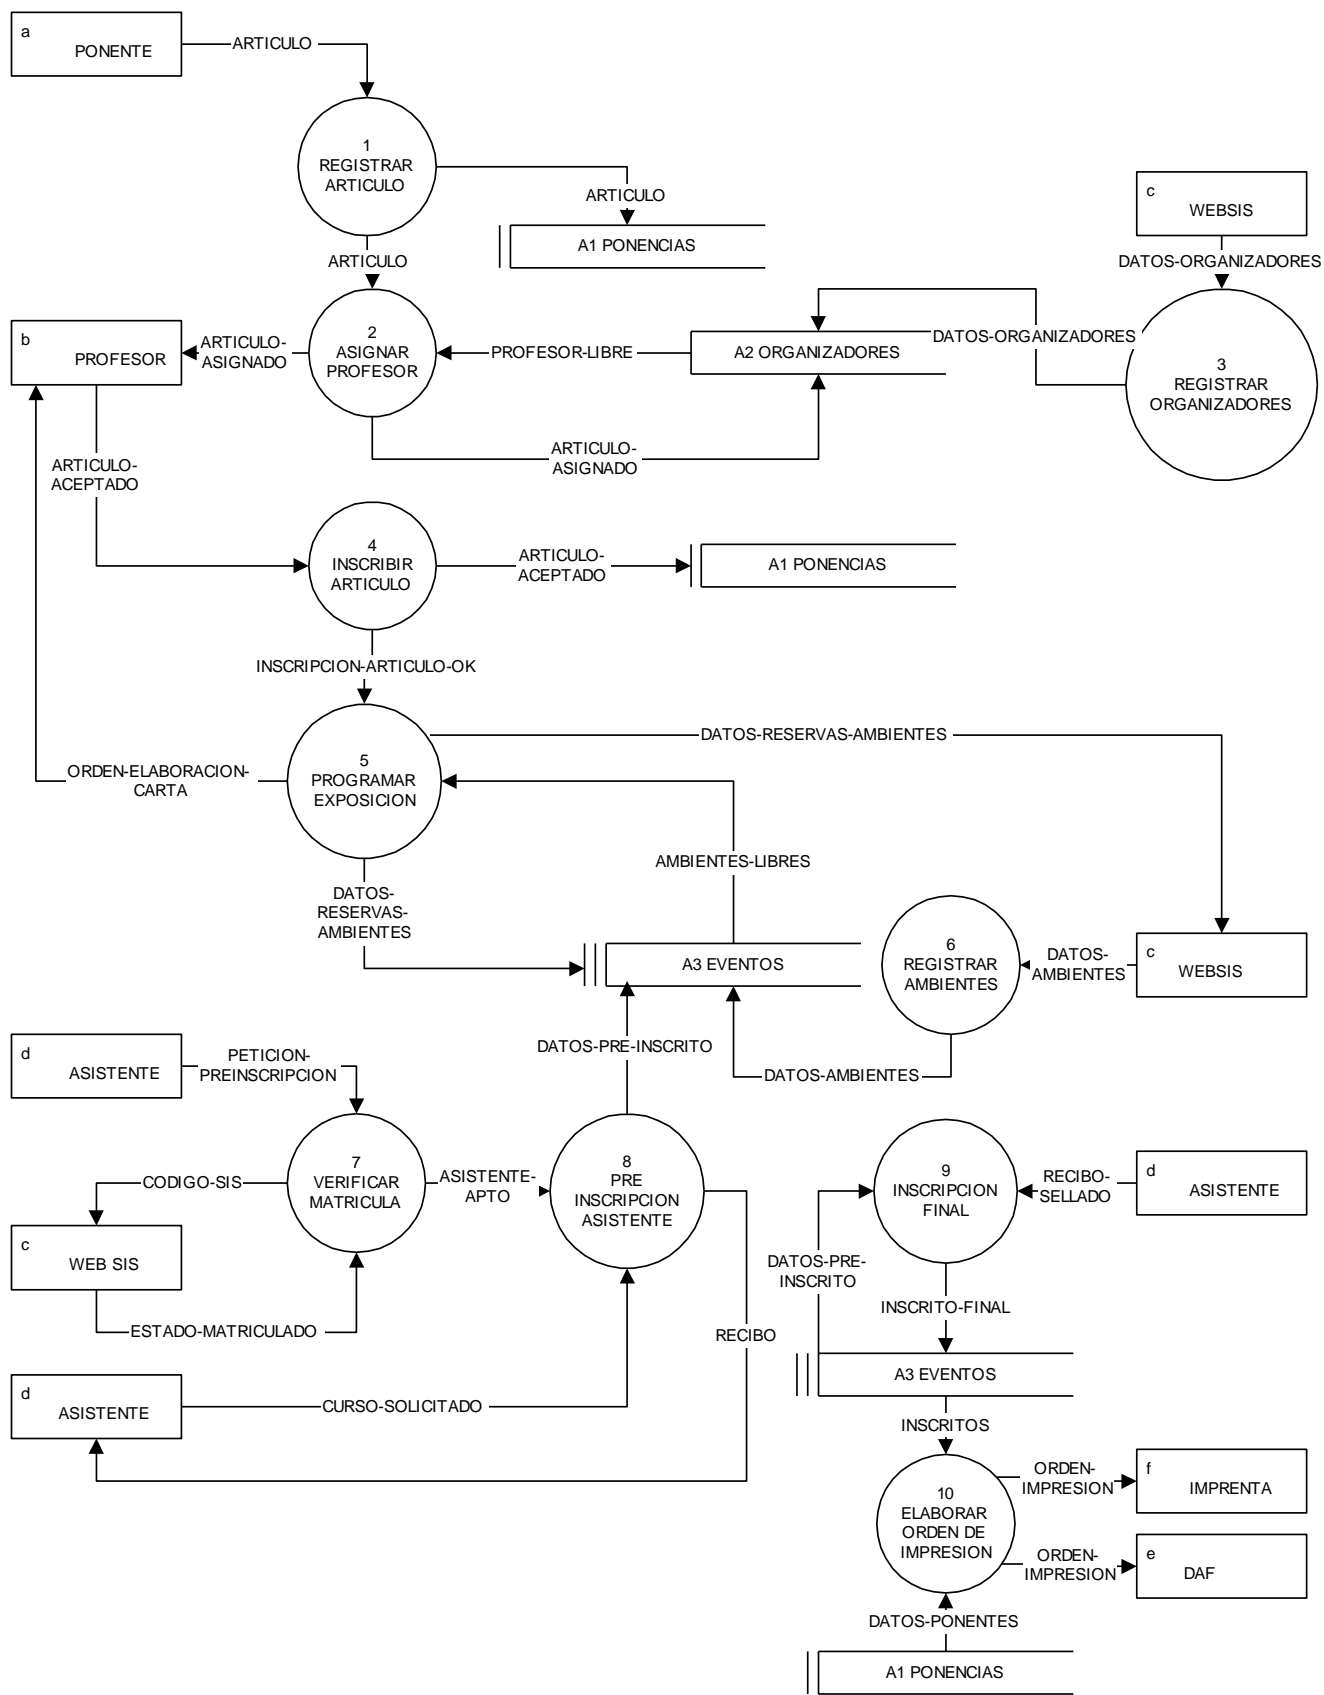 a
PONENTE
ARTICULO
1
REGISTRAR
ARTICULO
ARTICULO
A1 PONENCIAS
c
WEBSIS
ARTICULO
DATOS-ORGANIZADORES
b
PROFESOR
ARTICULO-
ASIGNADO
2
ASIGNAR
PROFESOR
PROFESOR-LIBRE
A2 ORGANIZADORES
DATOS-ORGANIZADORES
3
REGISTRAR
ORGANIZADORES
ARTICULO-
ASIGNADO
ARTICULO-
ACEPTADO
4
INSCRIBIR
ARTICULO
ARTICULO-
ACEPTADO
A1 PONENCIAS
INSCRIPCION-ARTICULO-OK
DATOS-RESERVAS-AMBIENTES
5
PROGRAMAR
EXPOSICION
ORDEN-ELABORACION-
CARTA
AMBIENTES-LIBRES
DATOS-
RESERVAS-
AMBIENTES
A3 EVENTOS
6
REGISTRAR
AMBIENTES
DATOS-
AMBIENTES
c
WEBSIS
d
ASISTENTE
PETICION-
PREINSCRIPCION
DATOS-PRE-INSCRITO
DATOS-AMBIENTES
7
VERIFICAR
MATRICULA
CODIGO-SIS
ASISTENTE-
APTO
8
PRE
INSCRIPCION
ASISTENTE
9
INSCRIPCION
FINAL
RECIBO-
SELLADO
d
ASISTENTE
c
WEB SIS
DATOS-PRE-
INSCRITO
INSCRITO-FINAL
ESTADO-MATRICULADO
RECIBO
A3 EVENTOS
d
ASISTENTE
CURSO-SOLICITADO
INSCRITOS
10
ELABORAR
ORDEN DE
IMPRESION
ORDEN-
IMPRESION
f
IMPRENTA
ORDEN-
IMPRESION
e
DAF
DATOS-PONENTES
A1 PONENCIAS